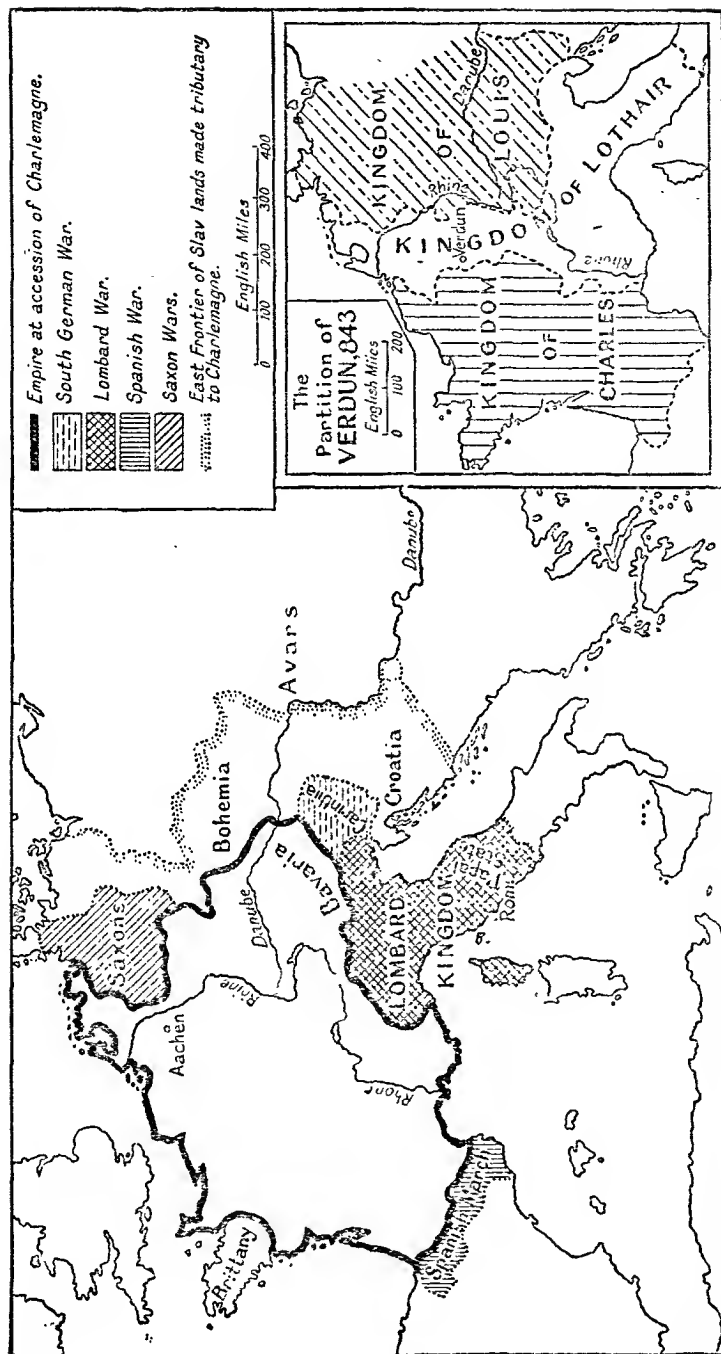 Empire at accession of Charlemagne.
South German War.
Lombard War.
Spanish War.
Saxon Wars.
East Frontier of Slav lands made tributary
to Charlemagne.
English Miles
0 100 200 300 400
The
Partition of
VERDUN, 843
English Miles
0 100 200
KINGDOM
OF
LOUIS
Danube
Rhine
Verdun
KINGDOM OF LOTHAIR
Rhone
KINGDOM
OF
CHARLES
Saxons
Bohemia
Avars
Danube
Aachen
Rhine
Danube
Bavaria
Carinthia
Croatia
Brittany
LOMBARD
KINGDOM
Papal
States
Rome
Rhone
Spanish March